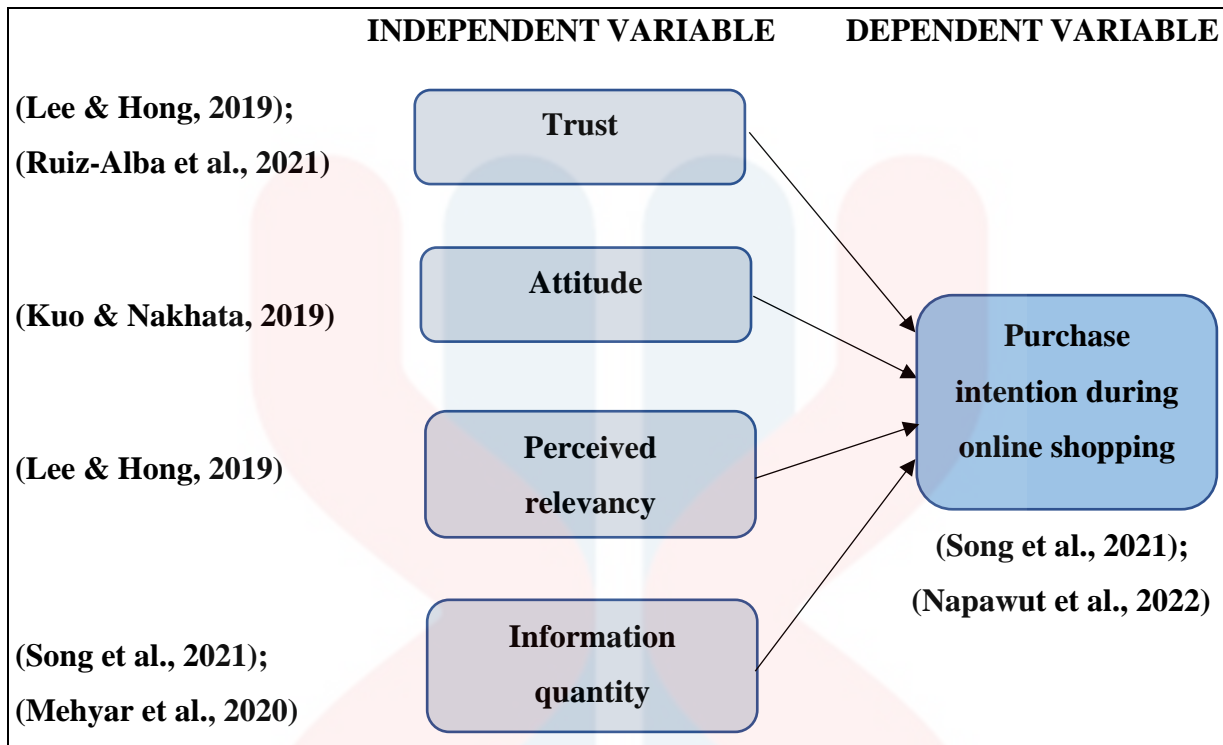 INDEPENDENT VARIABLE
DEPENDENT VARIABLE
(Lee & Hong, 2019);
(Ruiz-Alba et al., 2021)
Trust
(Kuo & Nakhata, 2019)
Attitude
(Lee & Hong, 2019)
Perceived
relevancy
(Song et al., 2021);
(Mehyar et al., 2020)
Information
quantity
Purchase
intention during
online shopping
(Song et al., 2021);
(Napawut et al., 2022)